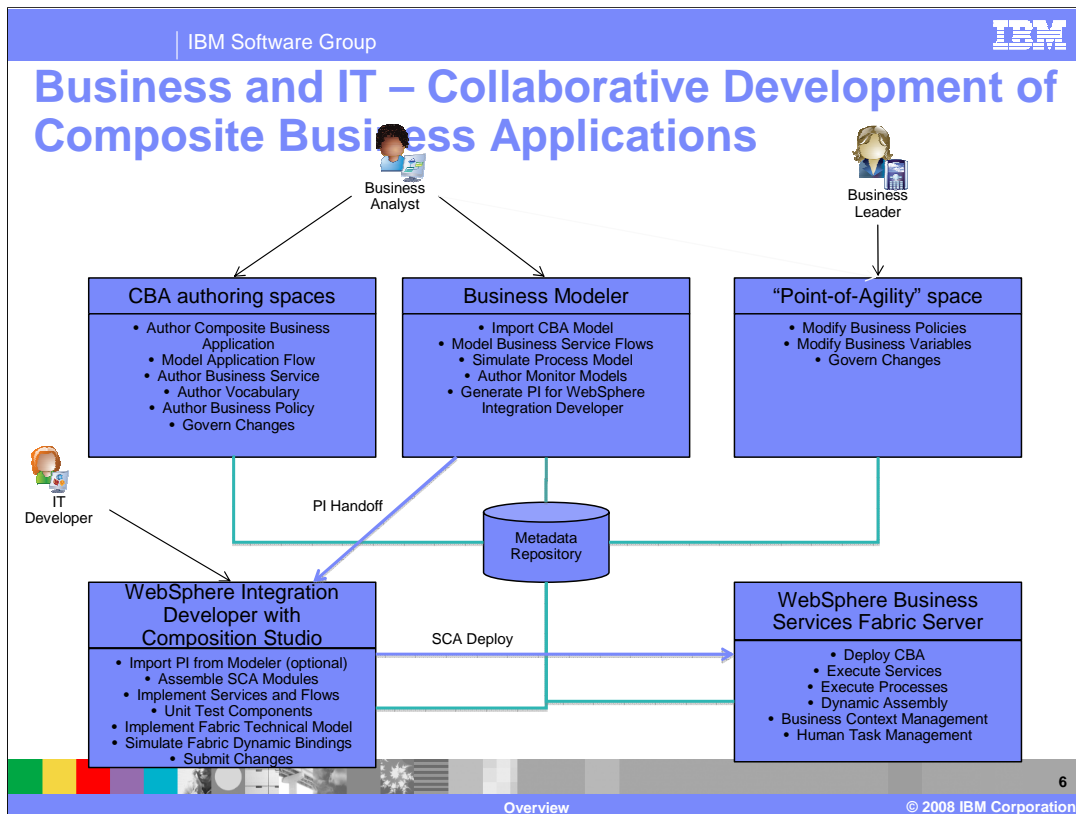 IBM Software Group
IBM
Business and IT – Collaborative Development of
Composite Business Applications
Business
Analyst
Business
Leader
CBA authoring spaces
• Author Composite Business
Application
• Model Application Flow
• Author Business Service
• Author Vocabulary
• Author Business Policy
• Govern Changes
Business Modeler
• Import CBA Model
• Model Business Service Flows
• Simulate Process Model
• Author Monitor Models
• Generate PI for WebSphere
Integration Developer
“Point-of-Agility” space
• Modify Business Policies
• Modify Business Variables
• Govern Changes
IT
Developer
PI Handoff
Metadata
Repository
WebSphere Integration
Developer with
Composition Studio
• Import PI from Modeler (optional)
• Assemble SCA Modules
• Implement Services and Flows
• Unit Test Components
• Implement Fabric Technical Model
• Simulate Fabric Dynamic Bindings
• Submit Changes
SCA Deploy
WebSphere Business
Services Fabric Server
• Deploy CBA
• Execute Services
• Execute Processes
• Dynamic Assembly
• Business Context Management
• Human Task Management
6
Overview
© 2008 IBM Corporation